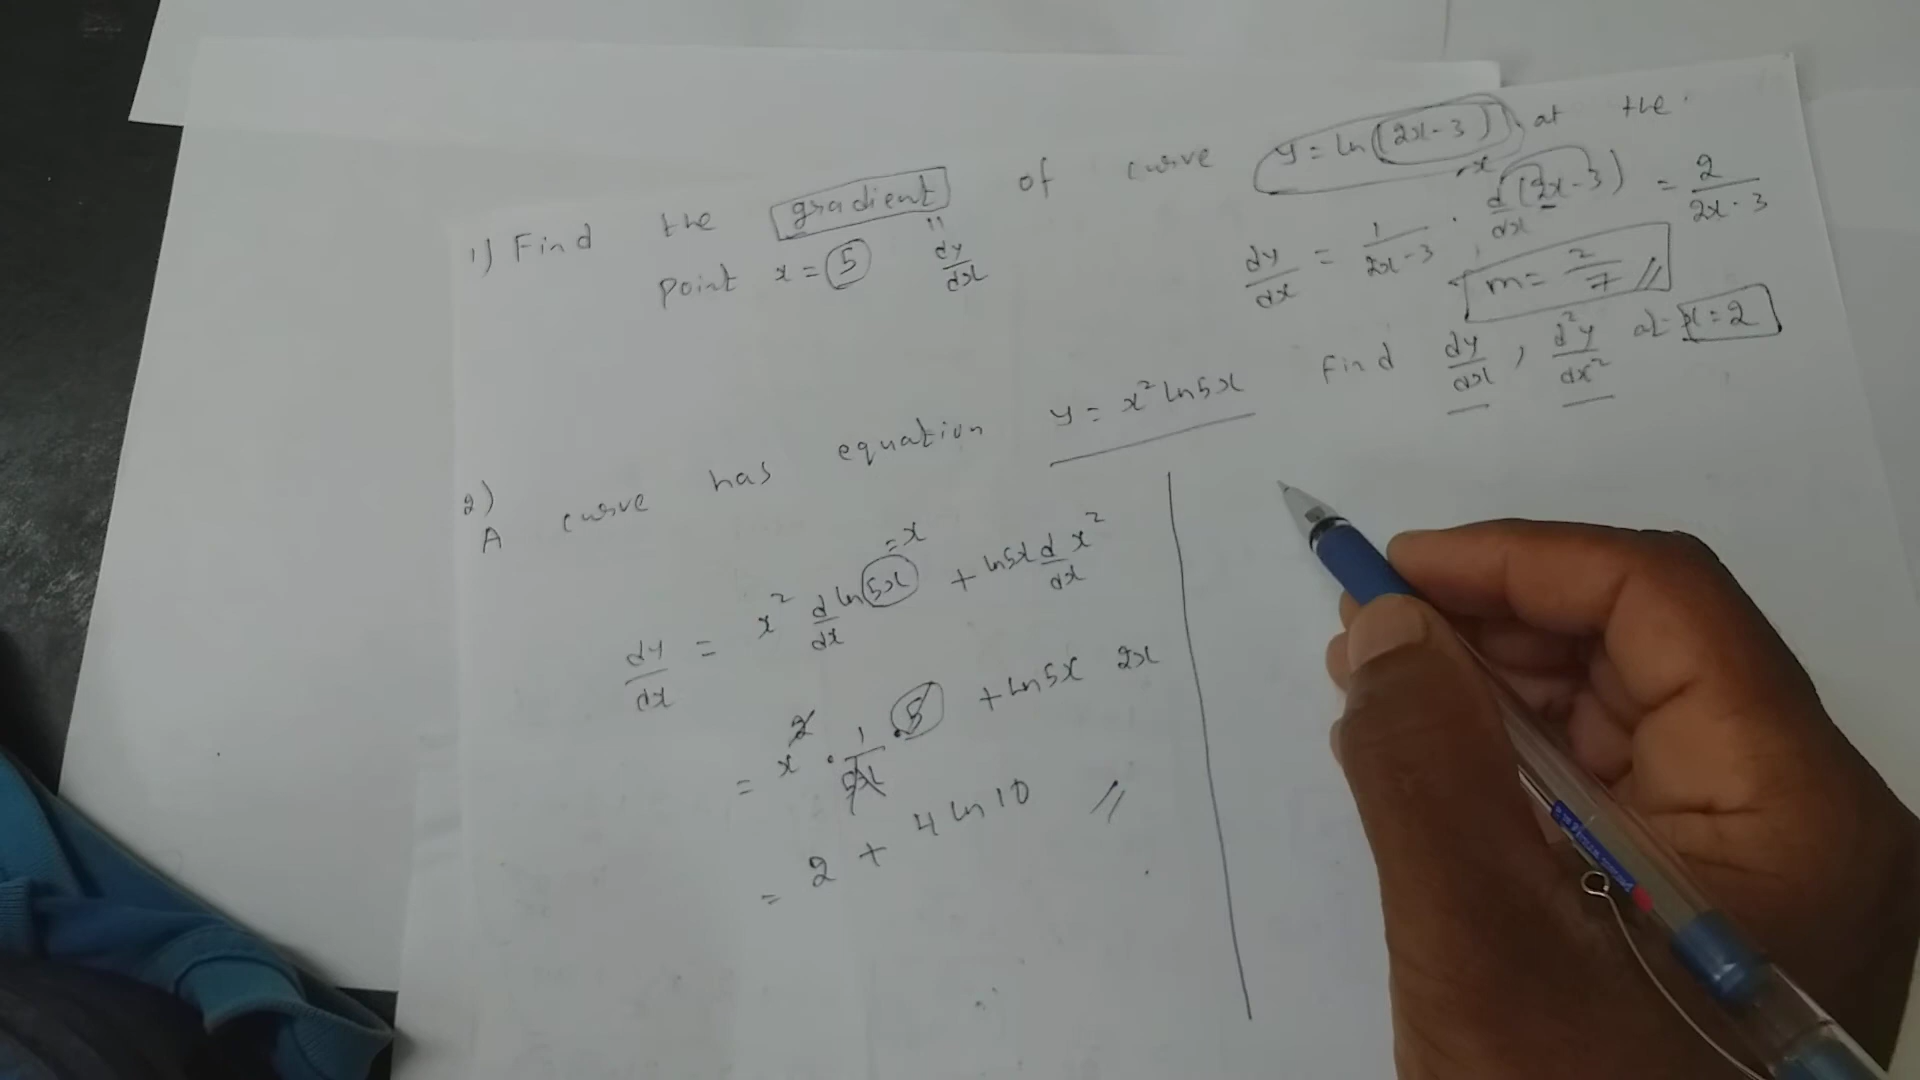 1) Find the gradient of curve y = ln(2x-3) at the
point x = 5
" dy/dx
dy/dx = 1/(2x-3) . d/dx (2x-3) = 2/(2x-3)
m = 2/7 //
2)
A curve has equation y = x² ln5x Find dy/dx , d²y/dx² at x = 2
dy/dx = x² d/dx ln 5x + ln5x d/dx x²
= x
= x² . 1/5x . 5 + ln5x 2x
= 2 + 4 ln 10 //